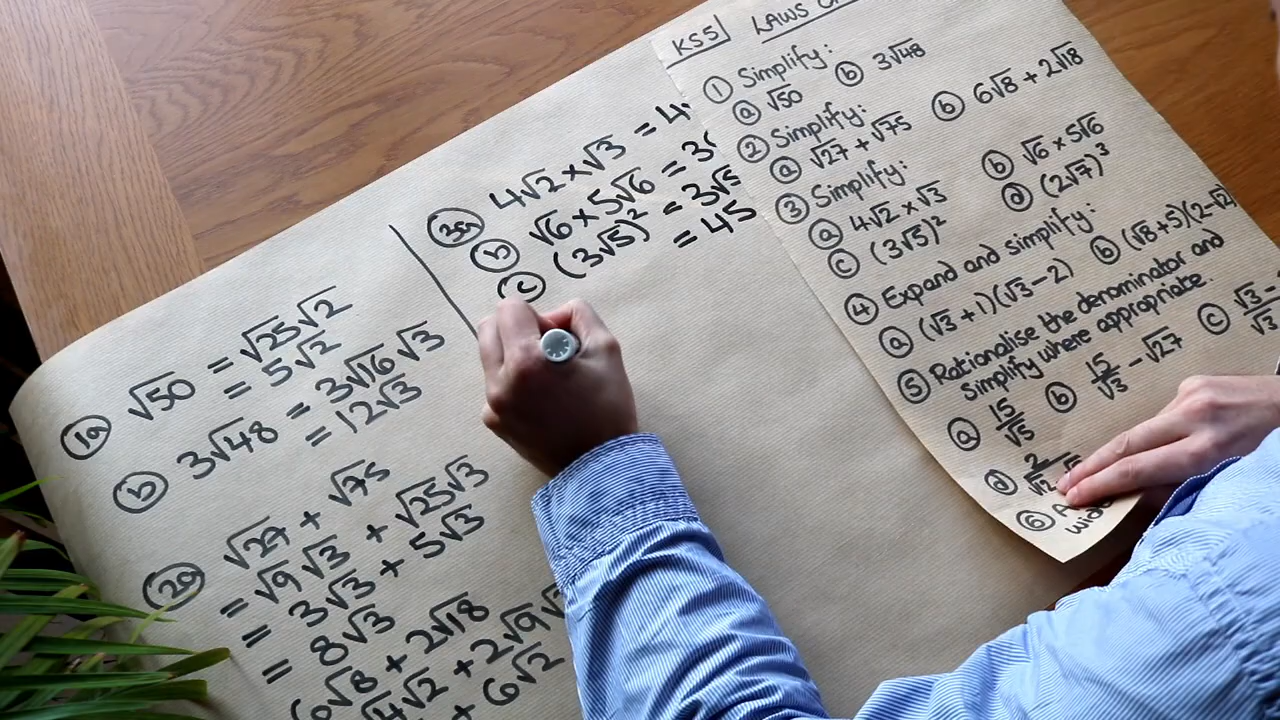 1a √50 = √25√2
= 5√2
b 3√48 = 3√16√3
= 12√3
2a √27 + √75
= √9√3 + √25√3
= 3√3 + 5√3
= 8√3
6√8 + 2√18
√4√2 + 2√9√
+ 6√2
3a 4√2 × √3 = 4
b √6 × 5√6 = 30
c (3√5)² = 3√5
= 45
KS5 LAWS
1 Simplify:
a √50 b 3√48
2 Simplify:
a √27 + √75 b 6√8 + 2√18
3 Simplify:
a 4√2 × √3 b √6 × 5√6
c (3√5)² d (2√7)³
4 Expand and simplify:
a (√3+1)(√3-2) b (√8+5)(2-√2)
5 Rationalise the denominator and
simplify where appropriate.
a 15/√5 b 15/√3 - √27 c √3 -/√3
d 2/√2
6 A